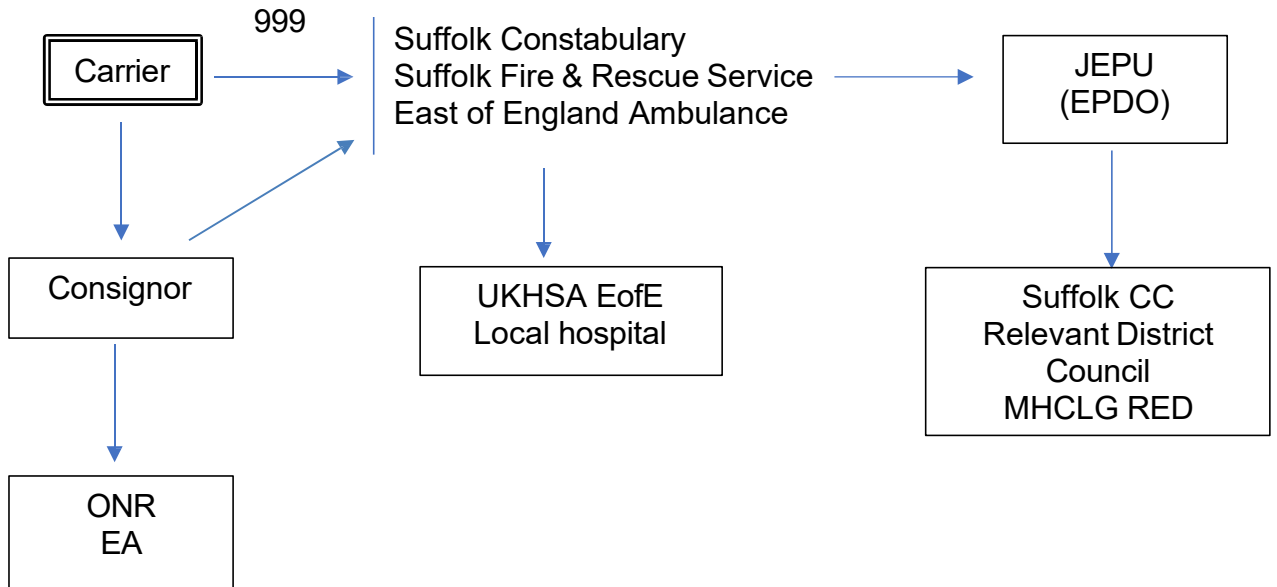 999
Carrier
Suffolk Constabulary
Suffolk Fire & Rescue Service
East of England Ambulance
JEPU
(EPDO)
Consignor
UKHSA EofE
Local hospital
Suffolk CC
Relevant District
Council
MHCLG RED
ONR
EA